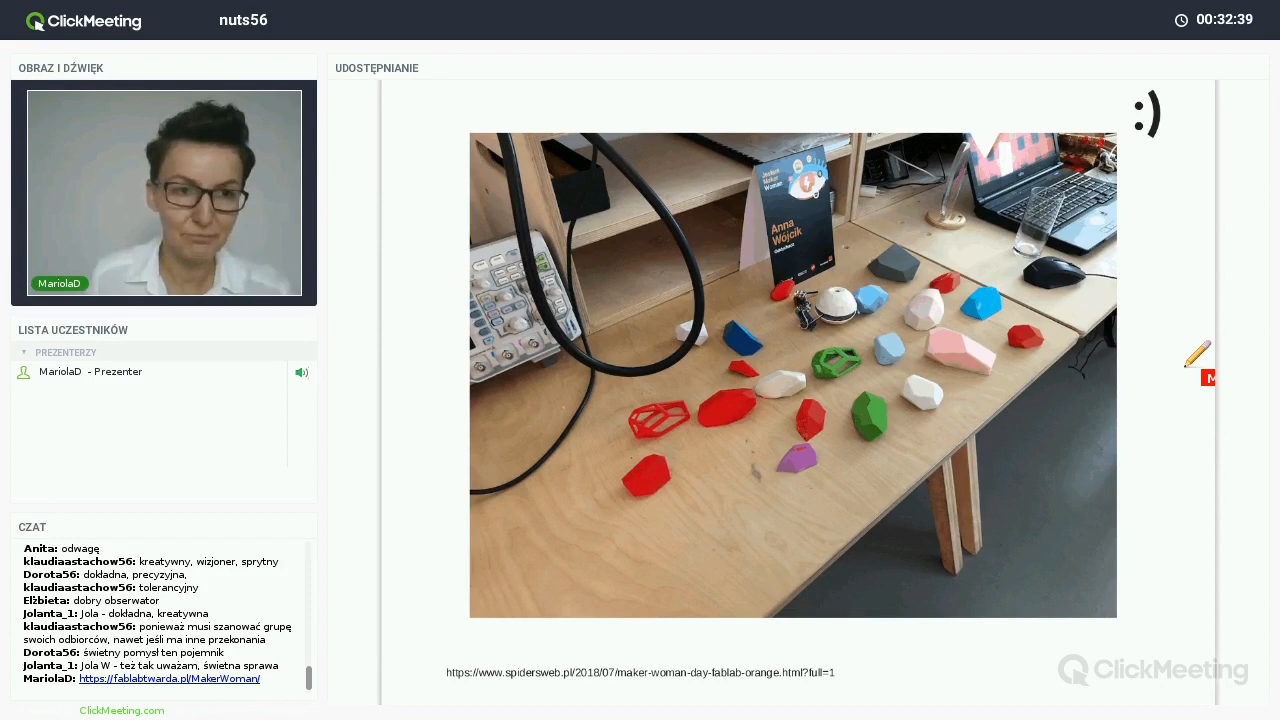 ClickMeeting
nuts56
00:32:39
OBRAZ I DŹWIĘK
UDOSTĘPNIANIE
:)
MariolaD
Jestem
Maker
Woman
Anna
Wójcik
LISTA UCZESTNIKÓW
PREZENTERZY
MariolaD - Prezenter
M
CZAT
Anita: odwagę
klaudiaastachow56: kreatywny, wizjoner, sprytny
Dorota56: dokładna, precyzyjna,
klaudiaastachow56: tolerancyjny
Elżbieta: dobry obserwator
Jolanta_1: Jola - dokładna, kreatywna
klaudiaastachow56: ponieważ musi szanować grupę
swoich odbiorców, nawet jeśli ma inne przekonania
Dorota56: świetny pomysł ten pojemnik
Jolanta_1: Jola W - też tak uważam, świetna sprawa
MariolaD: https://fablabtwarda.pl/MakerWoman/
https://www.spidersweb.pl/2018/07/maker-woman-day-fablab-orange.html?full=1
ClickMeeting
ClickMeeting.com